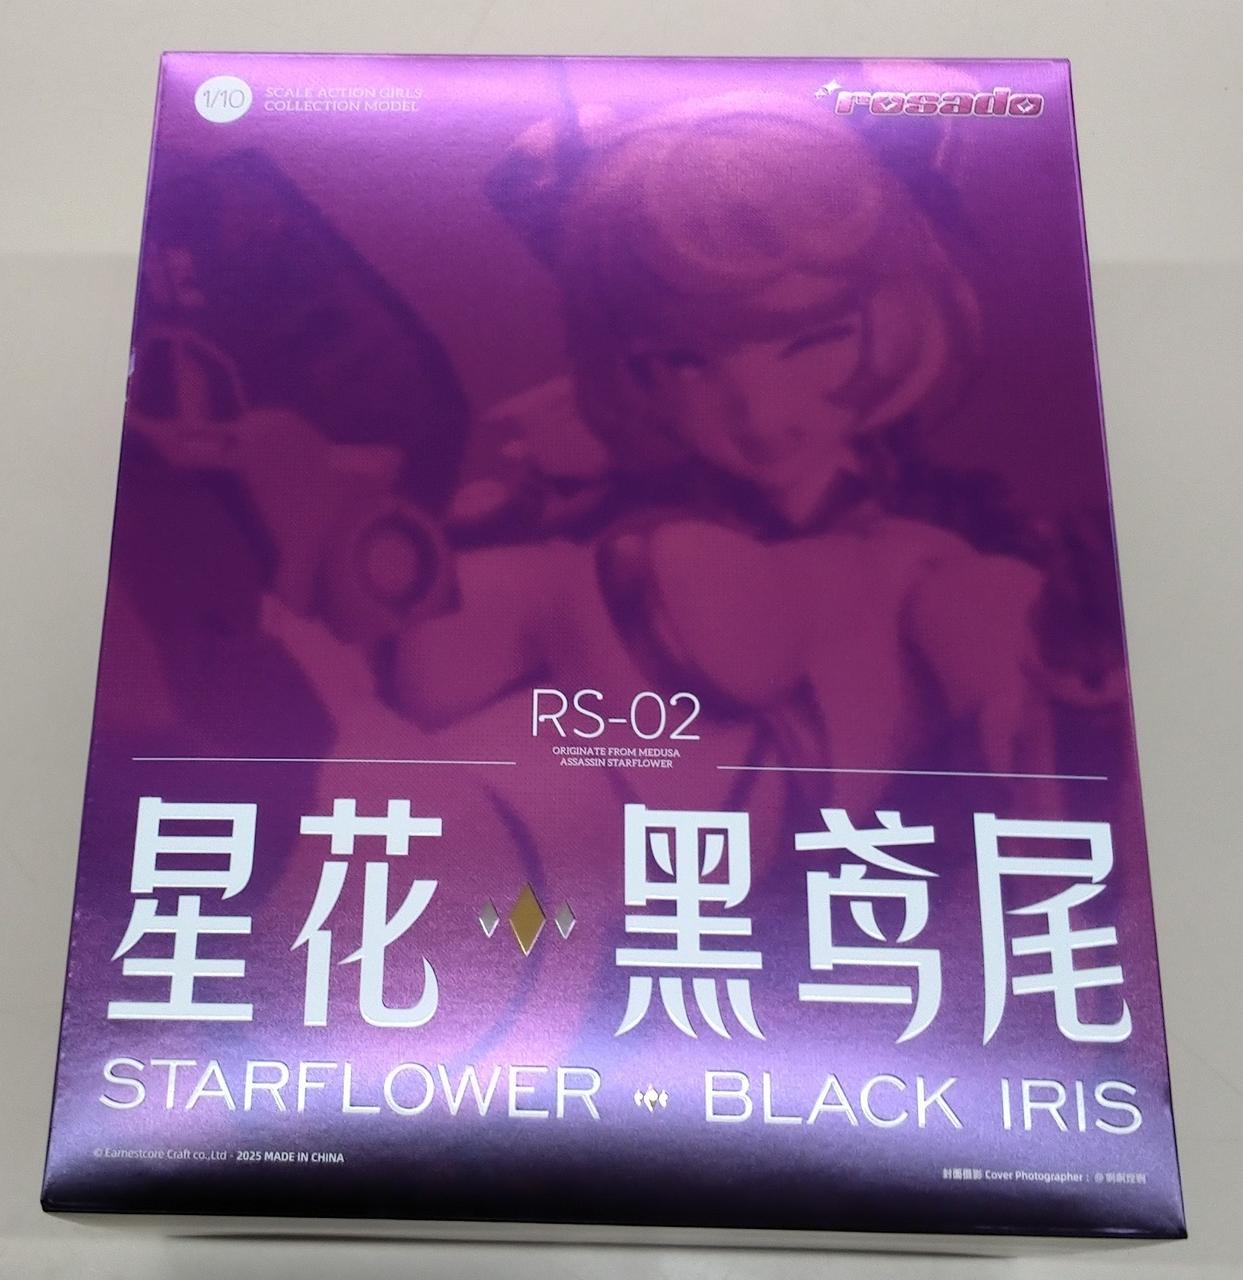 1/10
SCALE ACTION GIRLS
COLLECTION MODEL
rosado
RS-02
ORIGINATE FROM MEDUSA
ASSASSIN STARFLOWER
星花 黑鸢尾
STARFLOWER BLACK IRIS
© Earnestcore Craft co.,Ltd - 2025 MADE IN CHINA
封面摄影 Cover Photographer : @